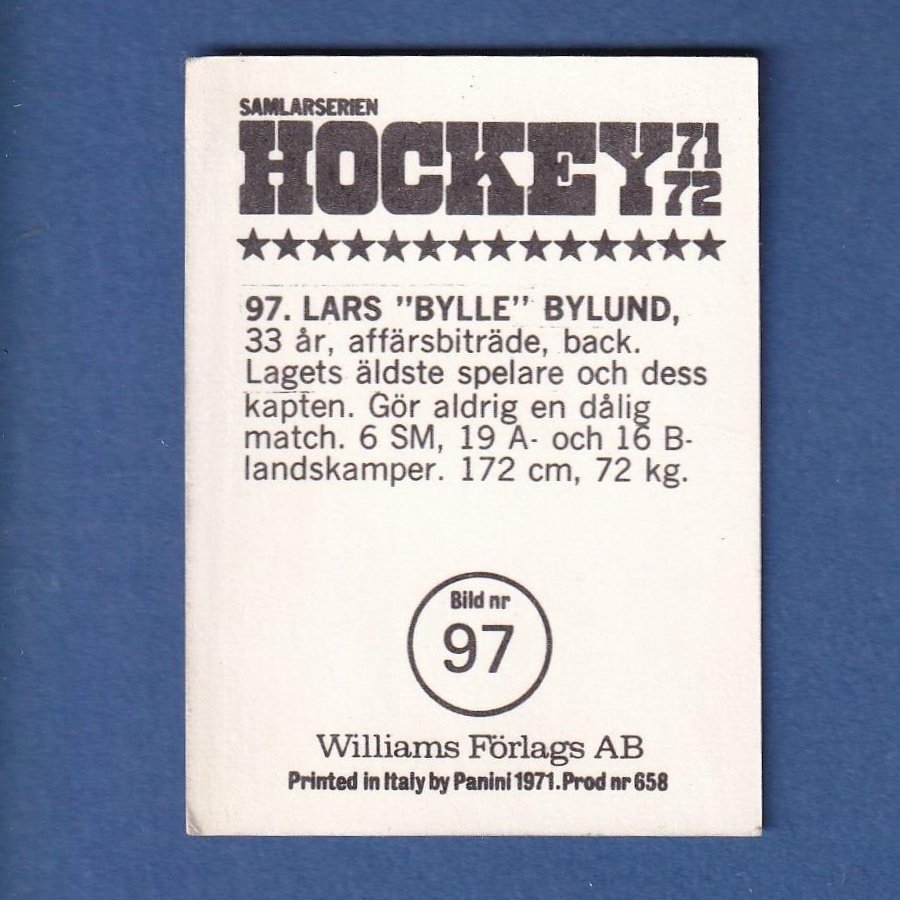 SAMLARSERIEN
HOCKEY 71 72
97. LARS "BYLLE" BYLUND,
33 år, affärsbiträde, back.
Lagets äldste spelare och dess
kapten. Gör aldrig en dålig
match. 6 SM, 19 A- och 16 B-
landskamper. 172 cm, 72 kg.
Bild nr
97
Williams Förlags AB
Printed in Italy by Panini 1971. Prod nr 658